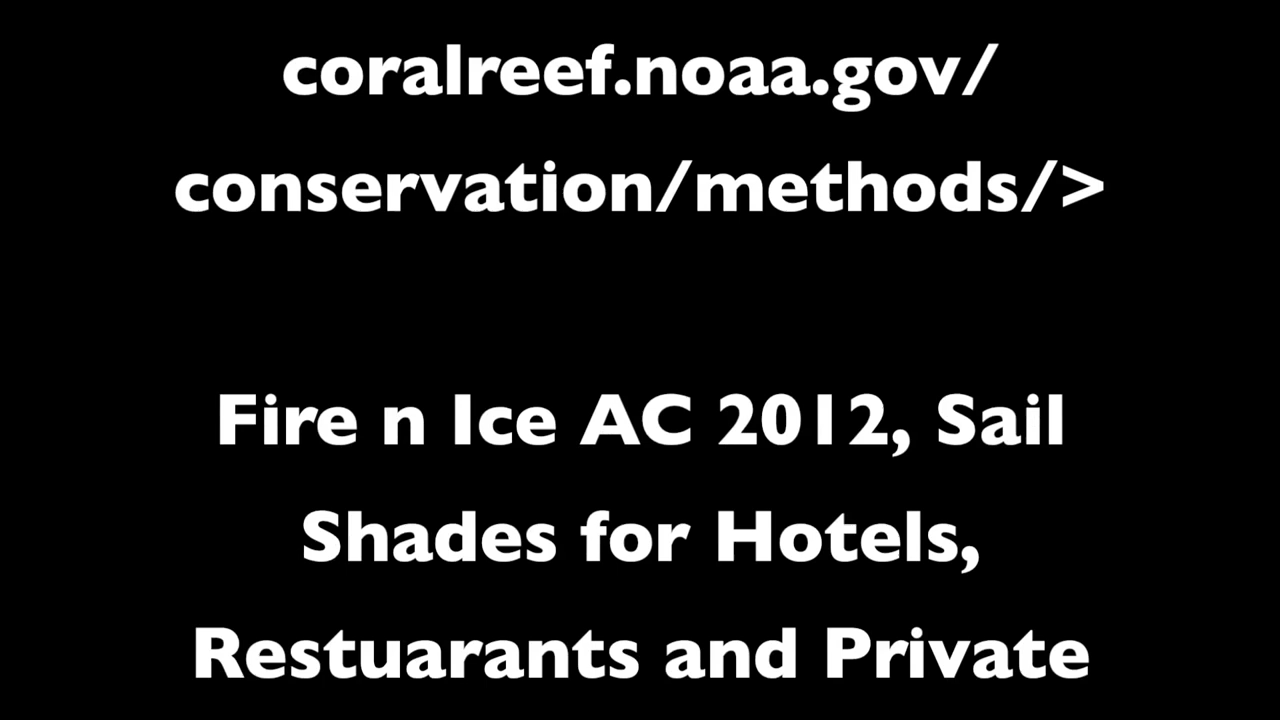 coralreef.noaa.gov/
conservation/methods/>
Fire n Ice AC 2012, Sail
Shades for Hotels,
Restuarants and Private